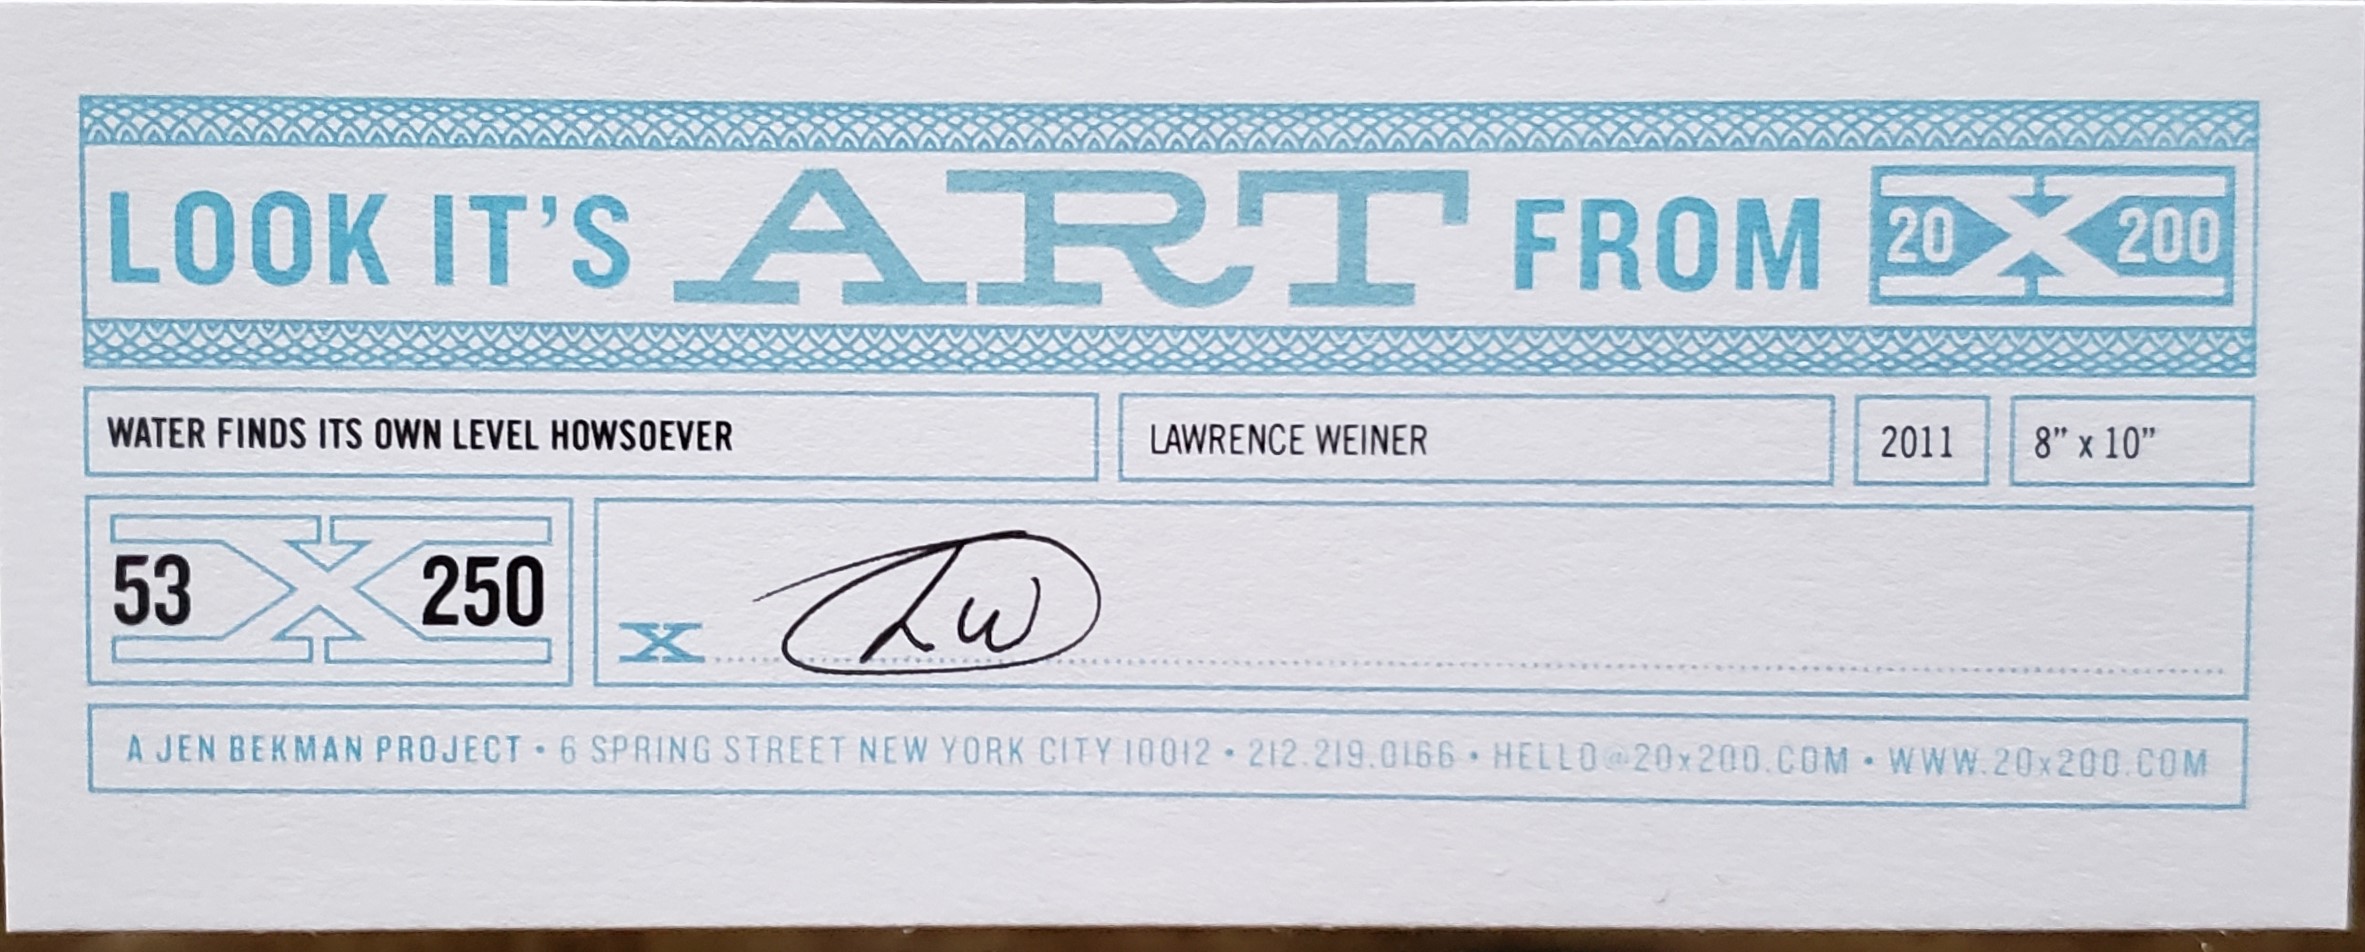 LOOK IT'S ART FROM 20 X 200
WATER FINDS ITS OWN LEVEL HOWSOEVER LAWRENCE WEINER 2011 8” x 10”
53 X 250 X LW
A JEN BEKMAN PROJECT • 6 SPRING STREET NEW YORK CITY 10012 • 212.219.0166 • HELLO@20x200.COM • WWW.20x200.COM